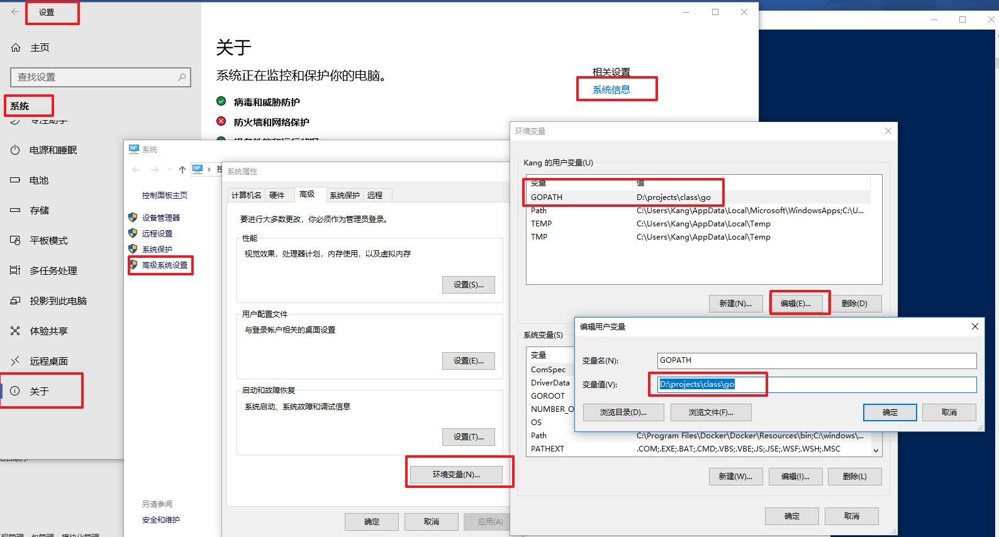 设置
主页
查找设置
系统
专注助手
电源和睡眠
电池
存储
平板模式
多任务处理
投影到此电脑
体验共享
远程桌面
关于
关于
系统正在监控和保护你的电脑。
病毒和威胁防护
防火墙和网络保护
设备性能和运行状况
相关设置
系统信息
系统
控制面板主页
设备管理器
远程设置
系统保护
高级系统设置
另请参阅
安全和维护
系统属性
计算机名 硬件 高级 系统保护 远程
要进行大多数更改，你必须作为管理员登录。
性能
视觉效果，处理器计划，内存使用，以及虚拟内存
设置(S)...
用户配置文件
与登录帐户相关的桌面设置
设置(E)...
启动和故障恢复
系统启动、系统故障和调试信息
设置(T)...
环境变量(N)...
确定 取消 应用(A)
环境变量
Kang 的用户变量(U)
变量 值
GOPATH D:\projects\class\go
Path C:\Users\Kang\AppData\Local\Microsoft\WindowsApps;C:\U...
TEMP C:\Users\Kang\AppData\Local\Temp
TMP C:\Users\Kang\AppData\Local\Temp
新建(N)... 编辑(E)... 删除(D)
系统变量(S)
变量
ComSpec
DriverData
GOROOT
NUMBER_O
OS
Path C:\Program Files\Docker\Docker\Resources\bin;C:\windows\...
PATHEXT .COM;.EXE;.BAT;.CMD;.VBS;.VBE;.JS;.JSE;.WSF;.WSH;.MSC
新建(W)... 编辑(I)... 删除(L)
确定 取消
编辑用户变量
变量名(N): GOPATH
变量值(V): D:\projects\class\go
浏览目录(D)... 浏览文件(F)... 确定 取消